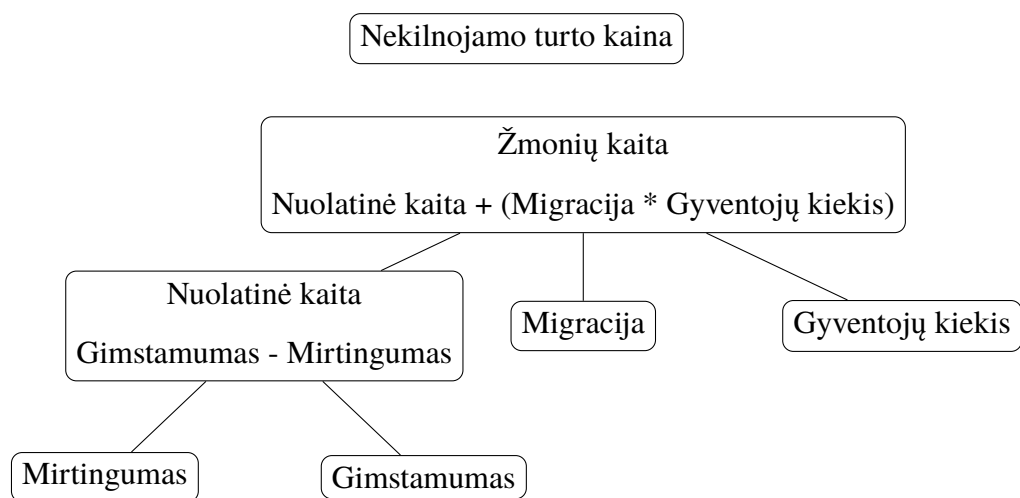 Nekilnojamo turto kaina
Žmonių kaita
Nuolatinė kaita + (Migracija * Gyventojų kiekis)
Nuolatinė kaita
Gimstamumas - Mirtingumas
Migracija
Gyventojų kiekis
Mirtingumas
Gimstamumas